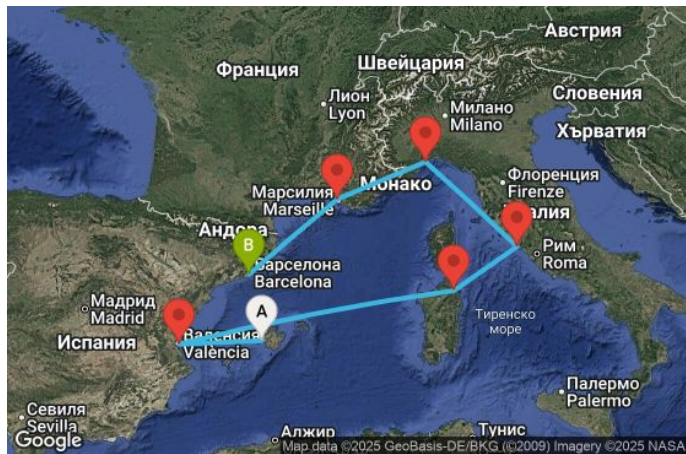 Австрия
Швейцария
Франция
Словения
Лион
Lyon
Милано
Milano
Хърватия
Флоренция
Firenze
Монако
Марсилия
Marseille
алия
Андора
B
Рим
Roma
Барселона
Barcelona
Мадрид
Madrid
A
Тиренско
море
Валенсия
València
Испания
Палермо
Palermo
Севиля
Sevilla
Алжир
Тунис
Google
Map data ©2025 GeoBasis-DE/BKG (©2009) Imagery ©2025 NASA